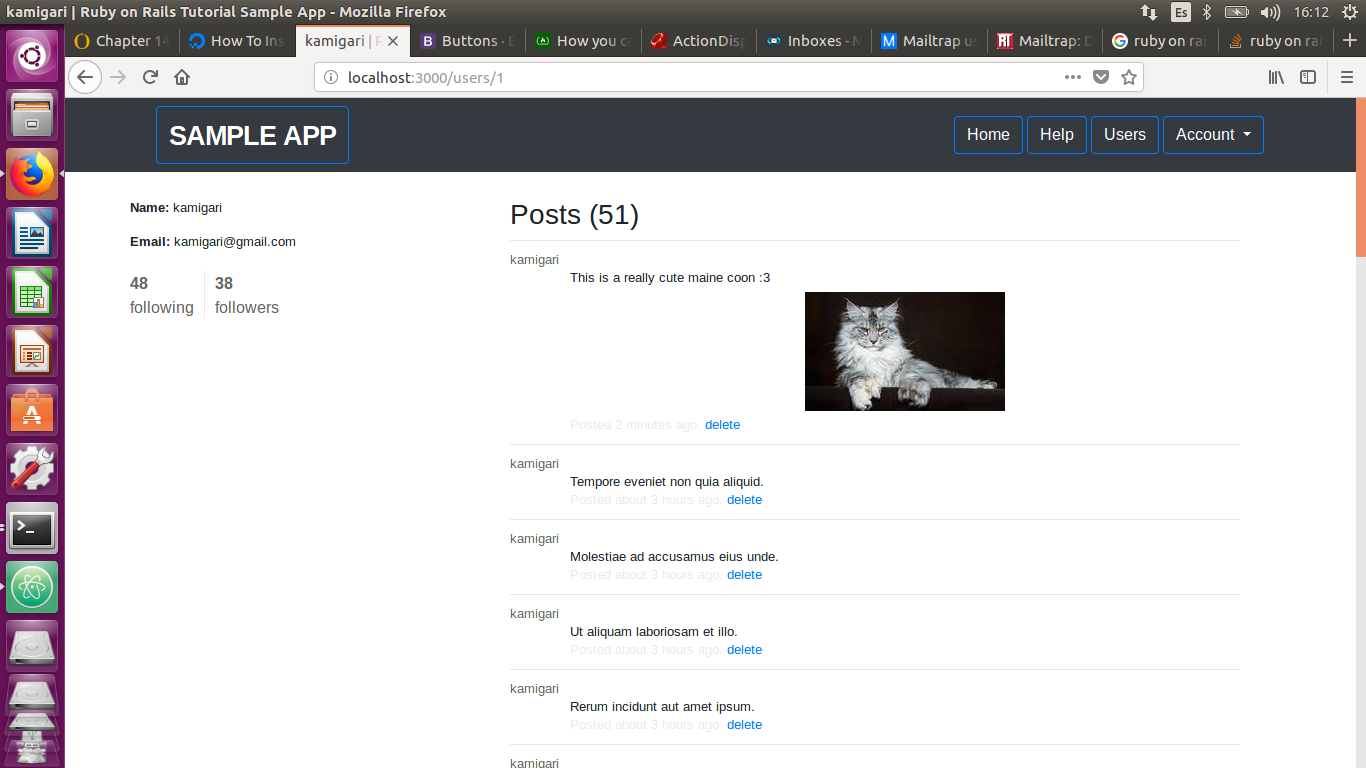 kamigari | Ruby on Rails Tutorial Sample App - Mozilla Firefox
Es
16:12
Chapter 14
How To Ins
kamigari | R
Buttons · B
How you ca
ActionDisp
Inboxes - M
Mailtrap us
Mailtrap: D
ruby on rai
ruby on rai
localhost:3000/users/1
SAMPLE APP
Home
Help
Users
Account
Name: kamigari
Email: kamigari@gmail.com
48
following
38
followers
Posts (51)
kamigari
This is a really cute maine coon :3
Posted 2 minutes ago. delete
kamigari
Tempore eveniet non quia aliquid.
Posted about 3 hours ago. delete
kamigari
Molestiae ad accusamus eius unde.
Posted about 3 hours ago. delete
kamigari
Ut aliquam laboriosam et illo.
Posted about 3 hours ago. delete
kamigari
Rerum incidunt aut amet ipsum.
Posted about 3 hours ago. delete
kamigari